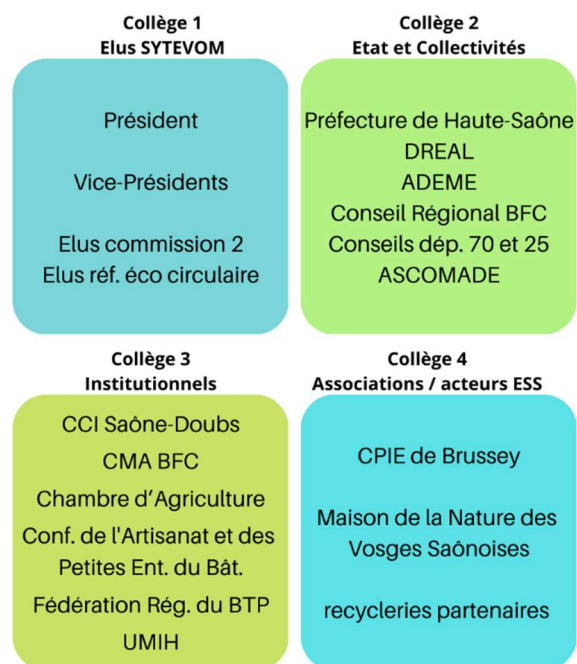 Collège 1
Elus SYTEVOM
Président
Vice-Présidents
Elus commission 2
Elus réf. éco circulaire
Collège 2
Etat et Collectivités
Préfecture de Haute-Saône
DREAL
ADEME
Conseil Régional BFC
Conseils dép. 70 et 25
ASCOMADE
Collège 3
Institutionnels
CCI Saône-Doubs
CMA BFC
Chambre d'Agriculture
Conf. de l'Artisanat et des
Petites Ent. du Bât.
Fédération Rég. du BTP
UMIH
Collège 4
Associations / acteurs ESS
CPIE de Brussey
Maison de la Nature des
Vosges Saônoises
recycleries partenaires